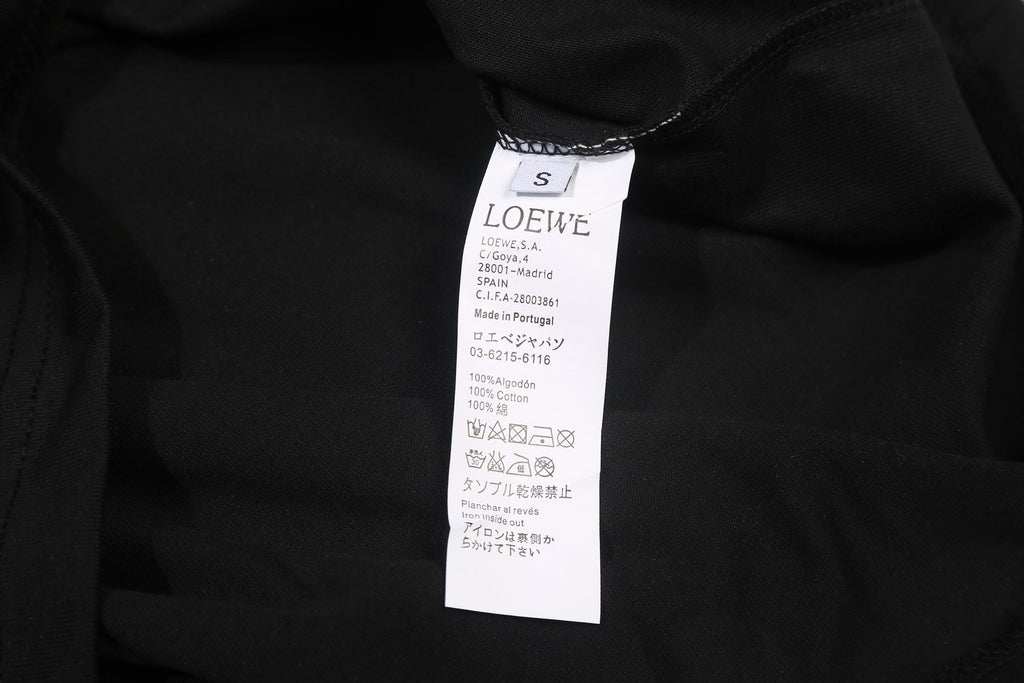 S
LOEWE
LOEWE,S.A.
C/Goya,4
28001-Madrid
SPAIN
C.I.F.A-28003861
Made in Portugal
ロエベジャパン
03-6215-6116
100%Algodón
100% Cotton
100% 綿
タンブル乾燥禁止
Planchar al revés
Iron inside out
アイロンは裏側か
らかけて下さい